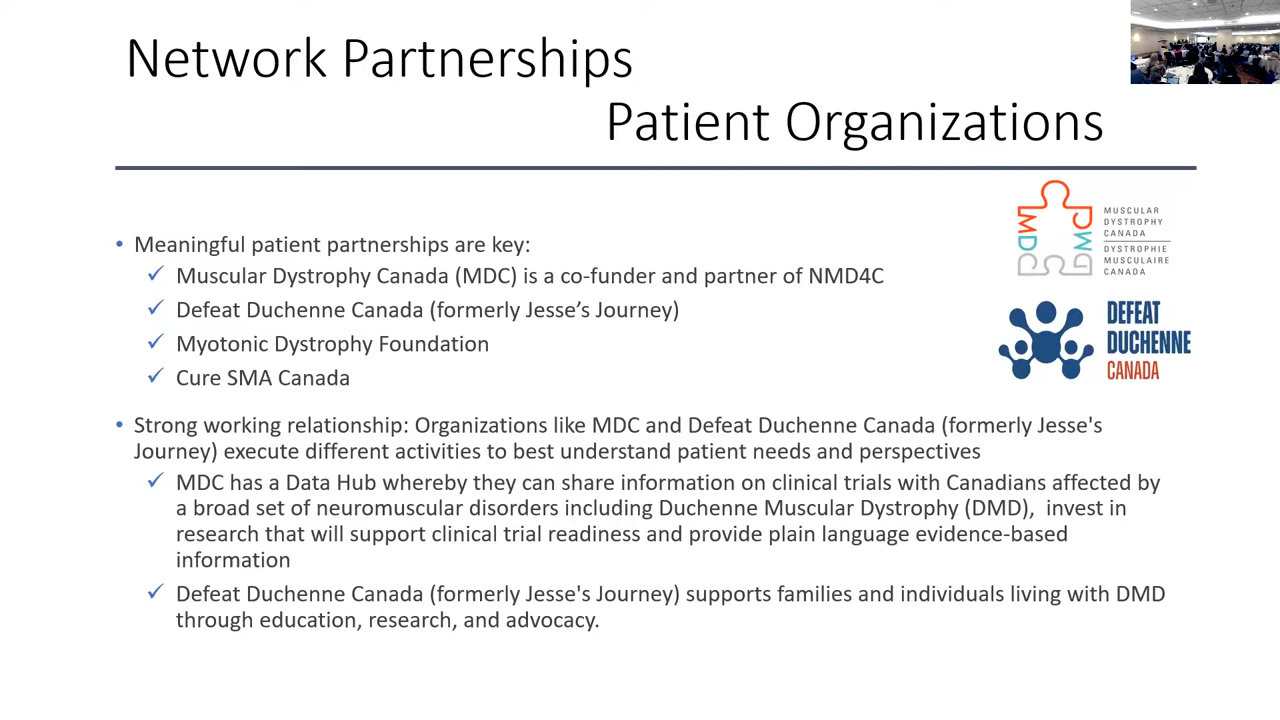 Network Partnerships
Patient Organizations
• Meaningful patient partnerships are key:
✓ Muscular Dystrophy Canada (MDC) is a co-funder and partner of NMD4C
✓ Defeat Duchenne Canada (formerly Jesse’s Journey)
✓ Myotonic Dystrophy Foundation
✓ Cure SMA Canada
• Strong working relationship: Organizations like MDC and Defeat Duchenne Canada (formerly Jesse's
Journey) execute different activities to best understand patient needs and perspectives
✓ MDC has a Data Hub whereby they can share information on clinical trials with Canadians affected by
a broad set of neuromuscular disorders including Duchenne Muscular Dystrophy (DMD),  invest in
research that will support clinical trial readiness and provide plain language evidence-based
information
✓ Defeat Duchenne Canada (formerly Jesse's Journey) supports families and individuals living with DMD
through education, research, and advocacy.
MDC
MUSCULAR
DYSTROPHY
CANADA
DYSTROPHIE
MUSCULAIRE
CANADA
DEFEAT
DUCHENNE
CANADA